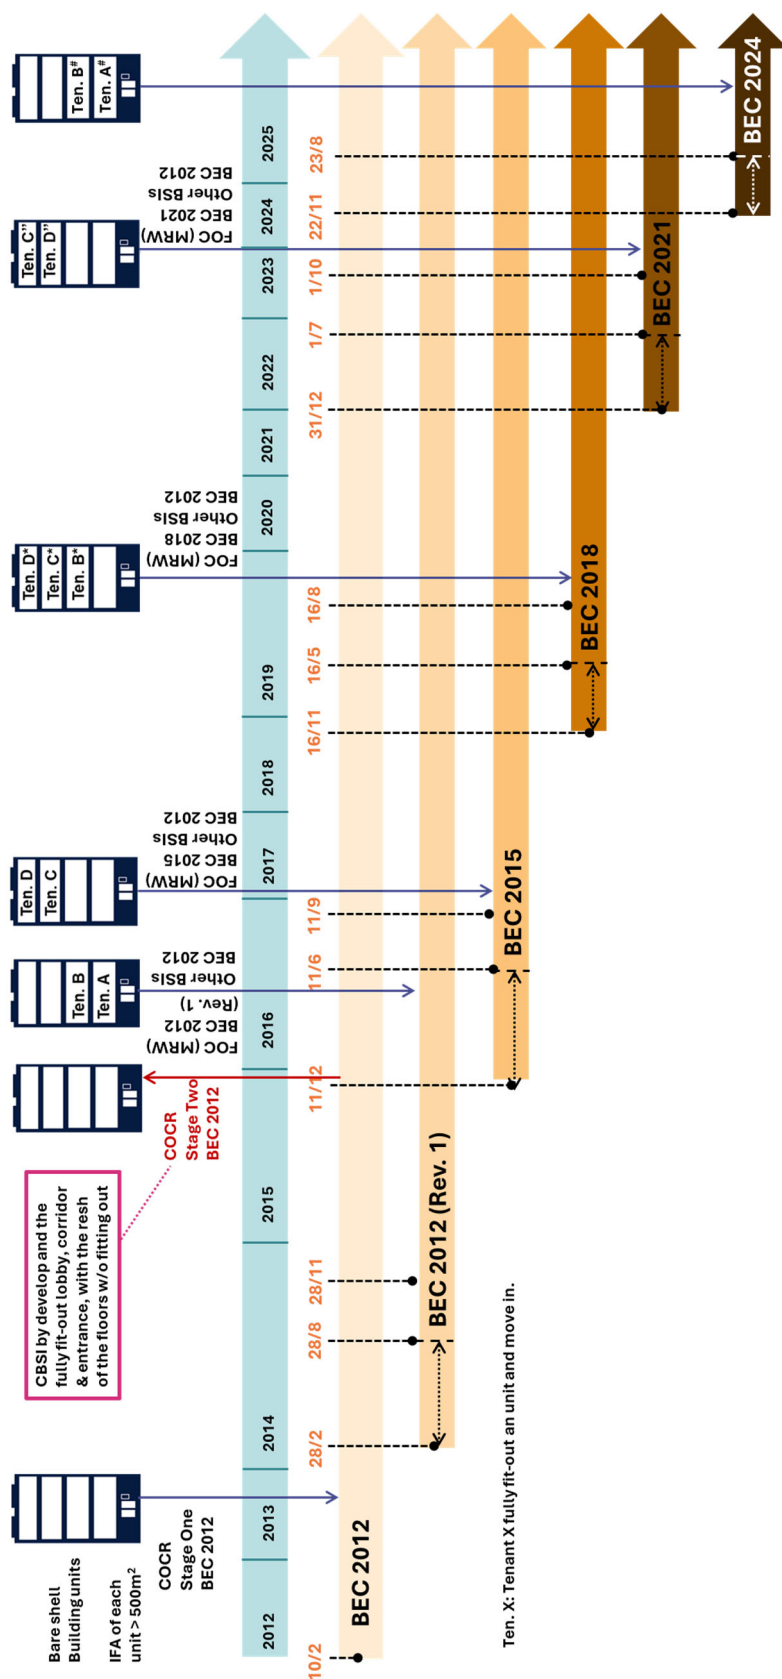 Bare shell
Building units
IFA of each
unit > 500m²
COCR
Stage One
BEC 2012
CBSI by develop and the
fully fit-out lobby, corridor
& entrance, with the resh
of the floors w/o fitting out
COCR
Stage Two
BEC 2012
Ten. B
Ten. A
FOC (MRW)
BEC 2012
(Rev. 1)
Other BSIs
BEC 2012
Ten. D
Ten. C
FOC (MRW)
BEC 2015
Other BSIs
BEC 2012
Ten. D*
Ten. C*
Ten. B*
FOC (MRW)
BEC 2018
Other BSIs
BEC 2012
Ten. C"
Ten. D"
FOC (MRW)
BEC 2021
Other BSIs
BEC 2012
Ten. B#
Ten. A#
2012
2013
2014
2015
2016
2017
2018
2019
2020
2021
2022
2023
2024
2025
10/2
28/2
28/8
28/11
11/12
11/6
11/9
16/11
16/5
16/8
31/12
1/7
1/10
22/11
23/8
BEC 2012
BEC 2012 (Rev. 1)
BEC 2015
BEC 2018
BEC 2021
BEC 2024
Ten. X: Tenant X fully fit-out an unit and move in.